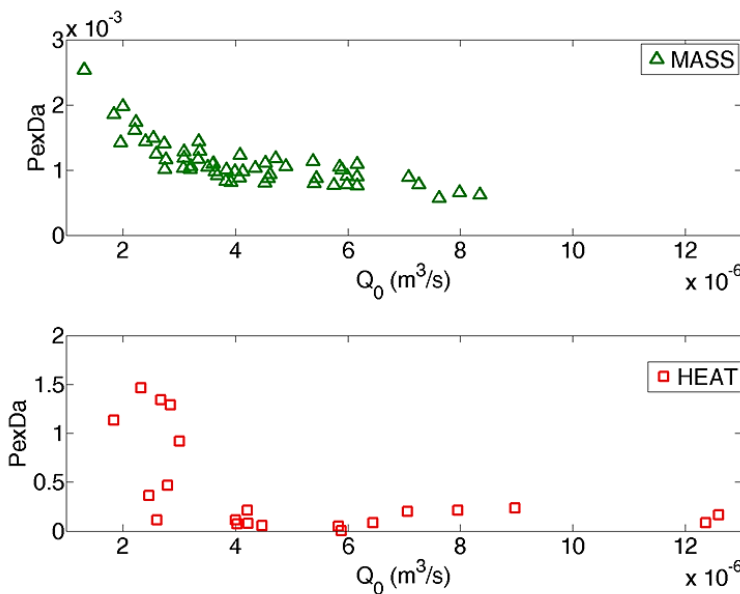 x 10⁻³
3
2
1
0
PexDa
MASS
2 4 6 8 10 12
Q₀ (m³/s)
x 10⁻⁶
2
1.5
1
0.5
0
PexDa
HEAT
2 4 6 8 10 12
Q₀ (m³/s)
x 10⁻⁶